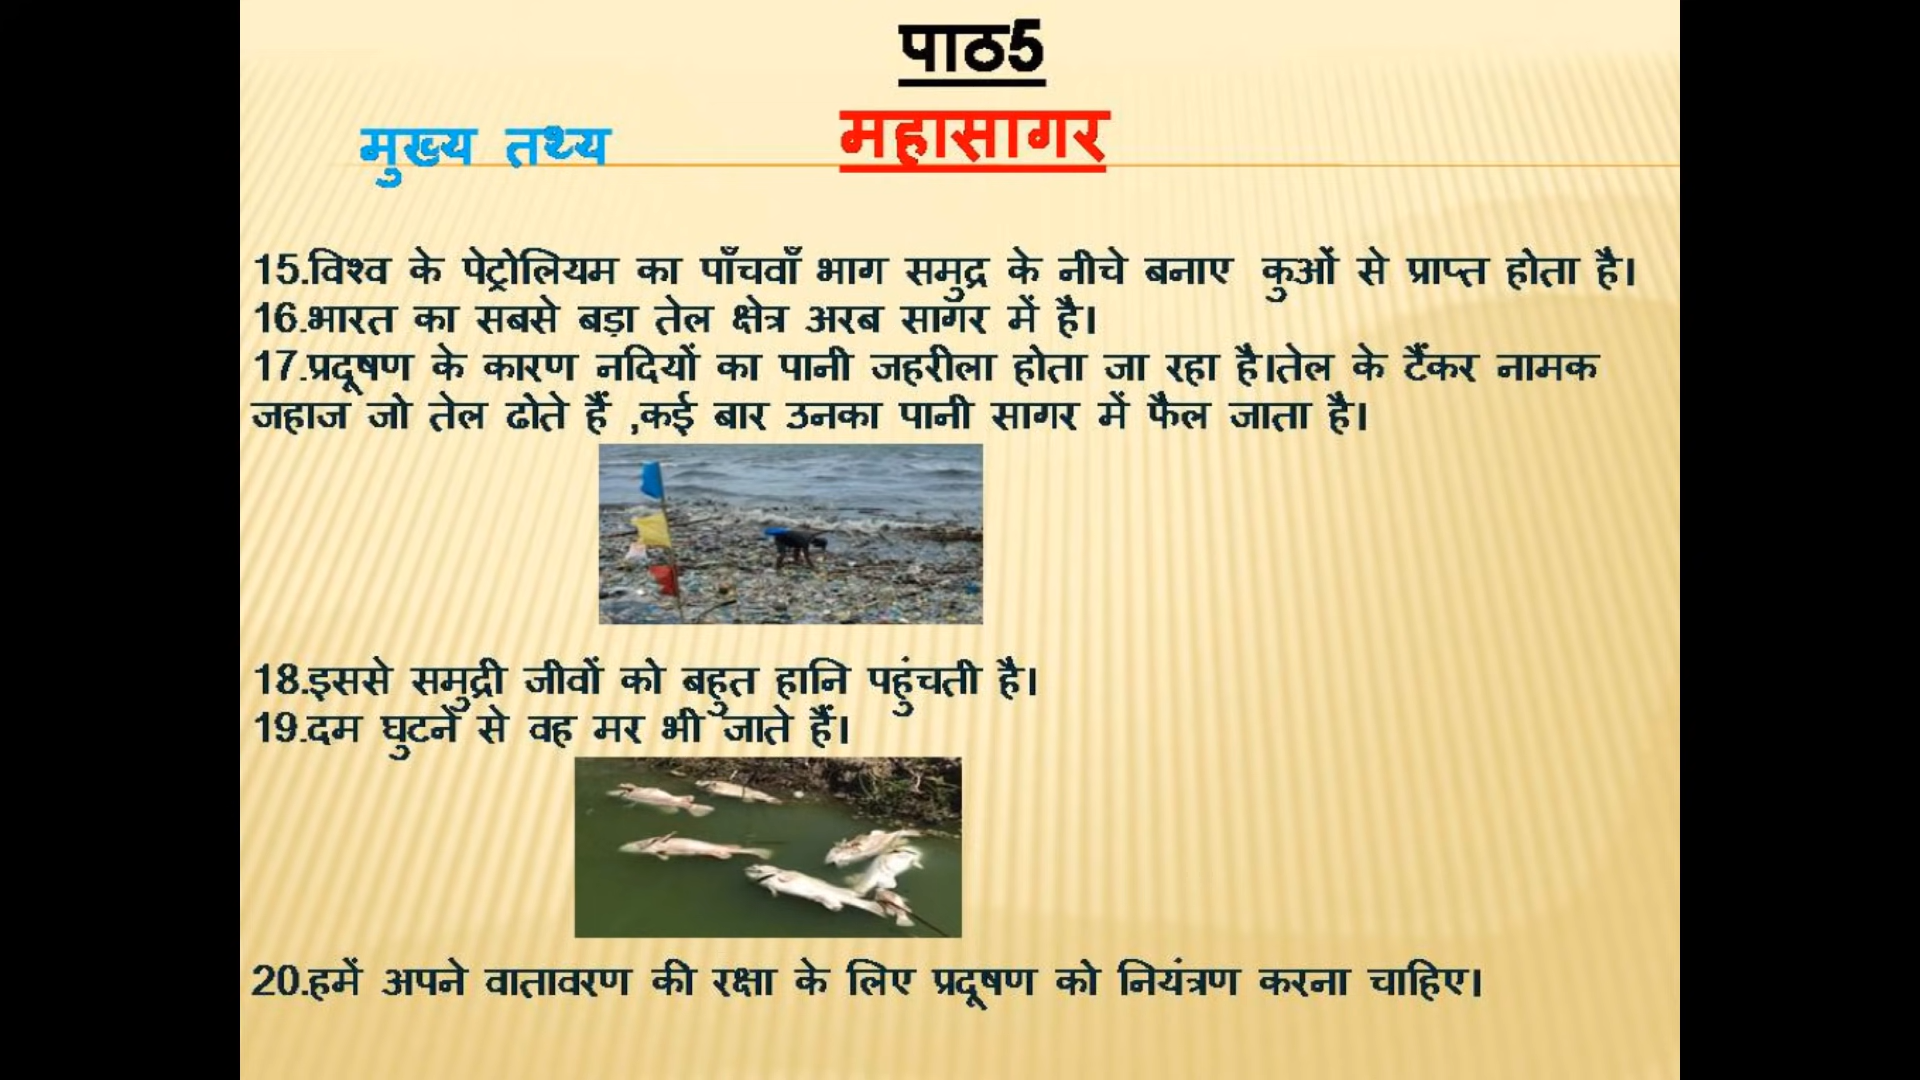 पाठ5
मुख्य तथ्य महासागर
15.विश्व के पेट्रोलियम का पाँचवाँ भाग समुद्र के नीचे बनाए कुओं से प्राप्त होता है।
16.भारत का सबसे बड़ा तेल क्षेत्र अरब सागर में है।
17.प्रदूषण के कारण नदियों का पानी जहरीला होता जा रहा है।तेल के टैंकर नामक
जहाज जो तेल ढोते हैं ,कई बार उनका पानी सागर में फैल जाता है।
18.इससे समुद्री जीवों को बहुत हानि पहुंचती है।
19.दम घुटने से वह मर भी जाते हैं।
20.हमें अपने वातावरण की रक्षा के लिए प्रदूषण को नियंत्रण करना चाहिए।